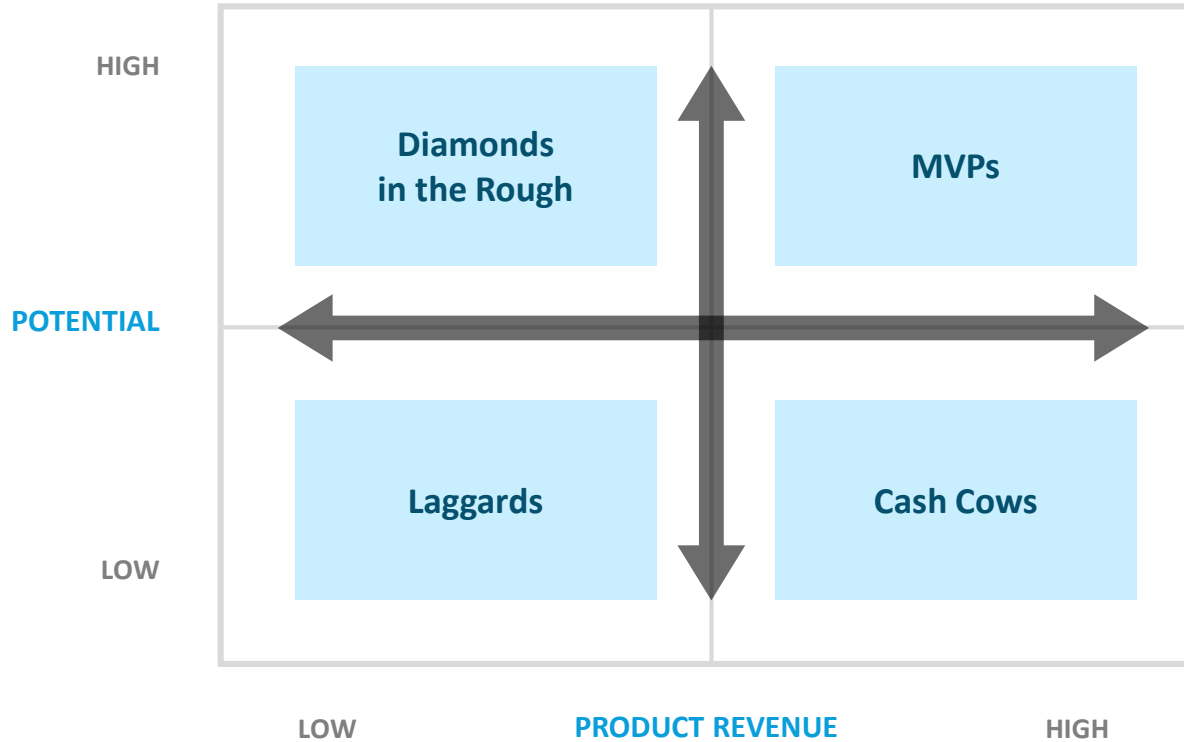 HIGH
Diamonds
in the Rough
MVPs
POTENTIAL
Laggards
Cash Cows
LOW
LOW
PRODUCT REVENUE
HIGH